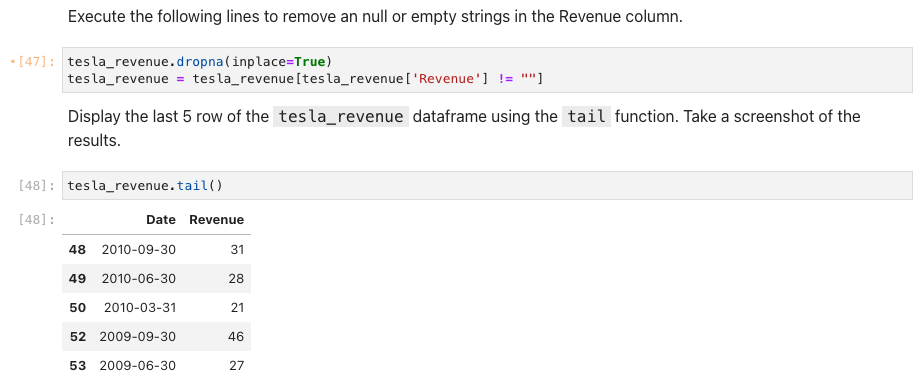 Execute the following lines to remove an null or empty strings in the Revenue column.
•[47]: tesla_revenue.dropna(inplace=True)
tesla_revenue = tesla_revenue[tesla_revenue['Revenue'] != ""]
Display the last 5 row of the tesla_revenue dataframe using the tail function. Take a screenshot of the
results.
[48]: tesla_revenue.tail()
[48]: Date Revenue
48 2010-09-30 31
49 2010-06-30 28
50 2010-03-31 21
52 2009-09-30 46
53 2009-06-30 27